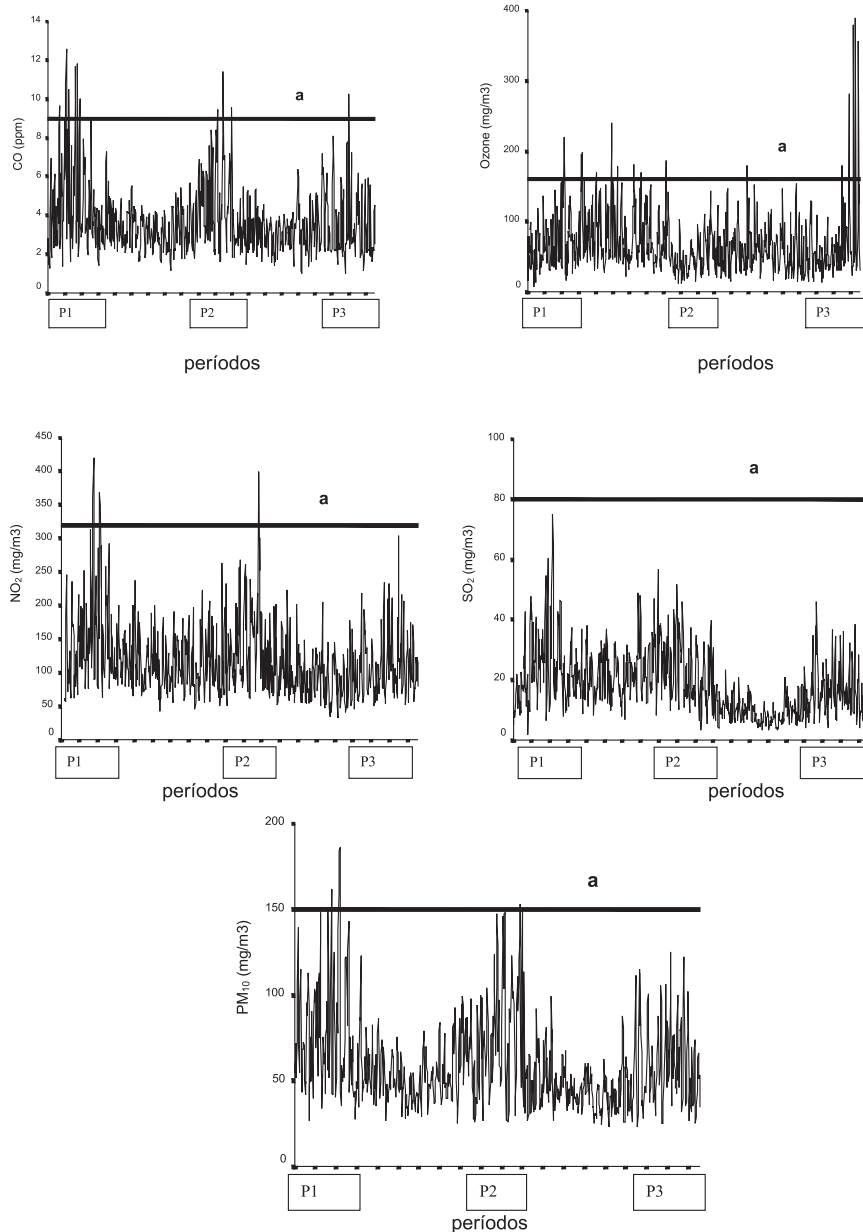 CO (ppm)
14
12
10
8
6
4
2
0
a
P1
P2
P3
períodos
Ozone (mg/m3)
400
300
200
100
0
a
P1
P2
P3
períodos
NO2 (mg/m3)
450
400
350
300
250
200
150
100
50
0
a
P1
P2
P3
períodos
SO2 (mg/m3)
100
80
60
40
20
0
a
P1
P2
P3
períodos
PM10 (mg/m3)
200
150
100
50
0
a
P1
P2
P3
períodos